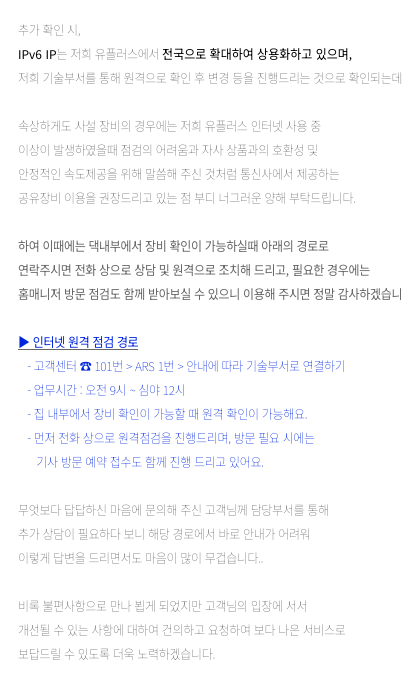 추가 확인 시,
IPv6 IP는 저희 유플러스에서 전국으로 확대하여 상용화하고 있으며,
저희 기술부서를 통해 원격으로 확인 후 변경 등을 진행드리는 것으로 확인되는데
속상하게도 사설 장비의 경우에는 저희 유플러스 인터넷 사용 중
이상이 발생하였을때 점검의 어려움과 자사 상품과의 호환성 및
안정적인 속도제공을 위해 말씀해 주신 것처럼 통신사에서 제공하는
공유장비 이용을 권장드리고 있는 점 부디 너그러운 양해 부탁드립니다.
하여 이때에는 댁내부에서 장비 확인이 가능하실때 아래의 경로로
연락주시면 전화 상으로 상담 및 원격으로 조치해 드리고, 필요한 경우에는
홈매니저 방문 점검도 함께 받아보실 수 있으니 이용해 주시면 정말 감사하겠습니
▶ 인터넷 원격 점검 경로
- 고객센터 ☎ 101번 > ARS 1번 > 안내에 따라 기술부서로 연결하기
- 업무시간 : 오전 9시 ~ 심야 12시
- 집 내부에서 장비 확인이 가능할 때 원격 확인이 가능해요.
- 먼저 전화 상으로 원격점검을 진행드리며, 방문 필요 시에는
기사 방문 예약 접수도 함께 진행 드리고 있어요.
무엇보다 답답하신 마음에 문의해 주신 고객님께 담당부서를 통해
추가 상담이 필요하다 보니 해당 경로에서 바로 안내가 어려워
이렇게 답변을 드리면서도 마음이 많이 무겁습니다..
비록 불편사항으로 만나 뵙게 되었지만 고객님의 입장에 서서
개선될 수 있는 사항에 대하여 건의하고 요청하여 보다 나은 서비스로
보답드릴 수 있도록 더욱 노력하겠습니다.